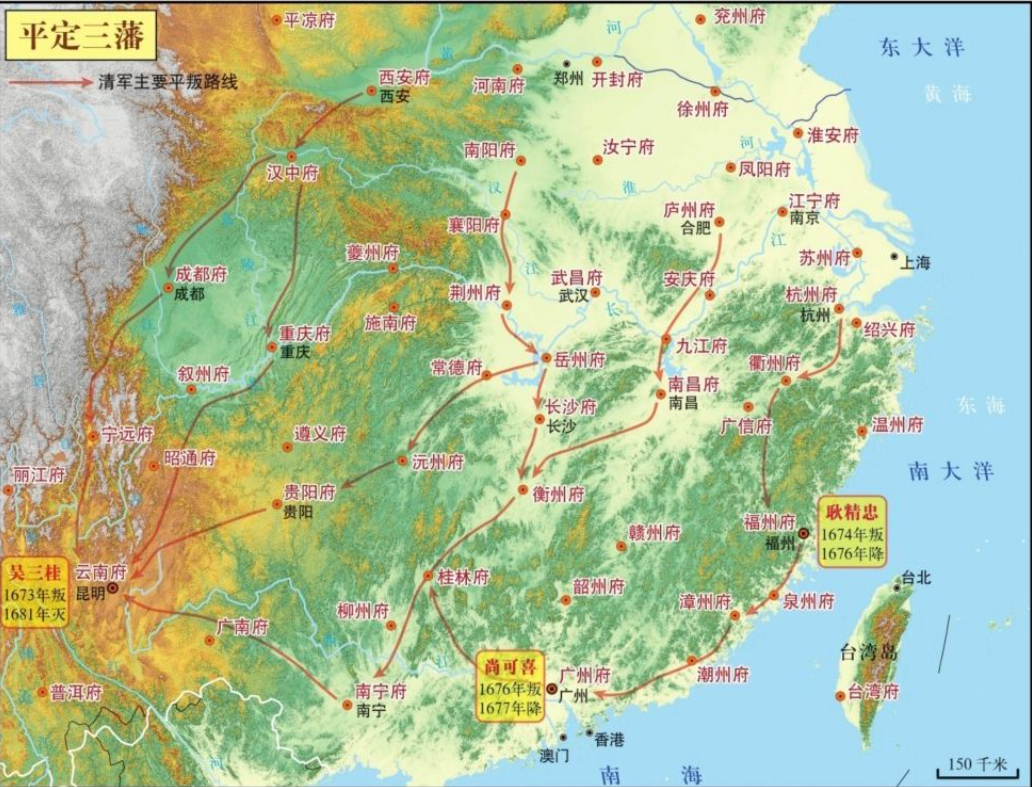 平定三藩
清军主要平叛路线
平凉府
兖州府
河
黄
东大洋
黄海
西安府
西安
河南府
郑州
开封府
徐州府
淮安府
南阳府
汝宁府
河
凤阳府
汉中府
汉
淮
江宁府
南京
庐州府
合肥
襄阳府
江
苏州府
上海
夔州府
陵
成都府
成都
荆州府
武昌府
武汉
江
安庆府
杭州府
杭州
施南府
长
绍兴府
江
江
重庆府
重庆
九江府
岳州府
衢州府
常德府
叙州府
南昌府
南昌
长沙府
长沙
广信府
东海
温州府
宁远府
遵义府
昭通府
沅州府
丽江府
南大洋
贵阳府
贵阳
衡州府
耿精忠
1674年叛
1676年降
福州府
福州
赣州府
吴三桂
1673年叛
1681年灭
云南府
昆明
桂林府
韶州府
台北
漳州府
泉州府
柳州府
广南府
台湾岛
江
尚可喜
1676年叛
1677年降
广州府
广州
潮州府
普洱府
南宁府
南宁
台湾府
香港
澳门
河
南海
150千米